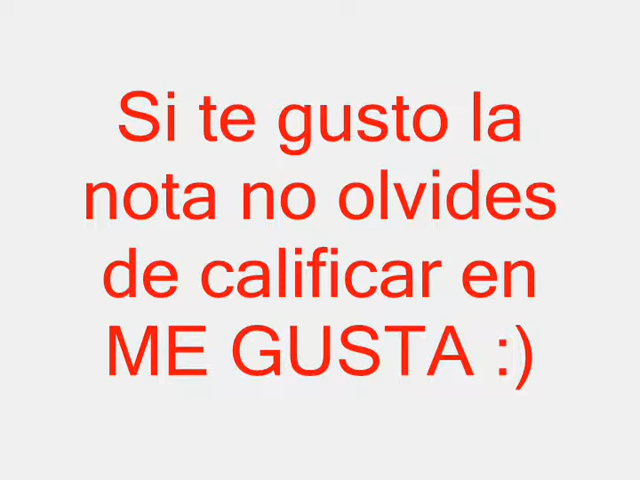 Si te gusto la
nota no olvides
de calificar en
ME GUSTA :)